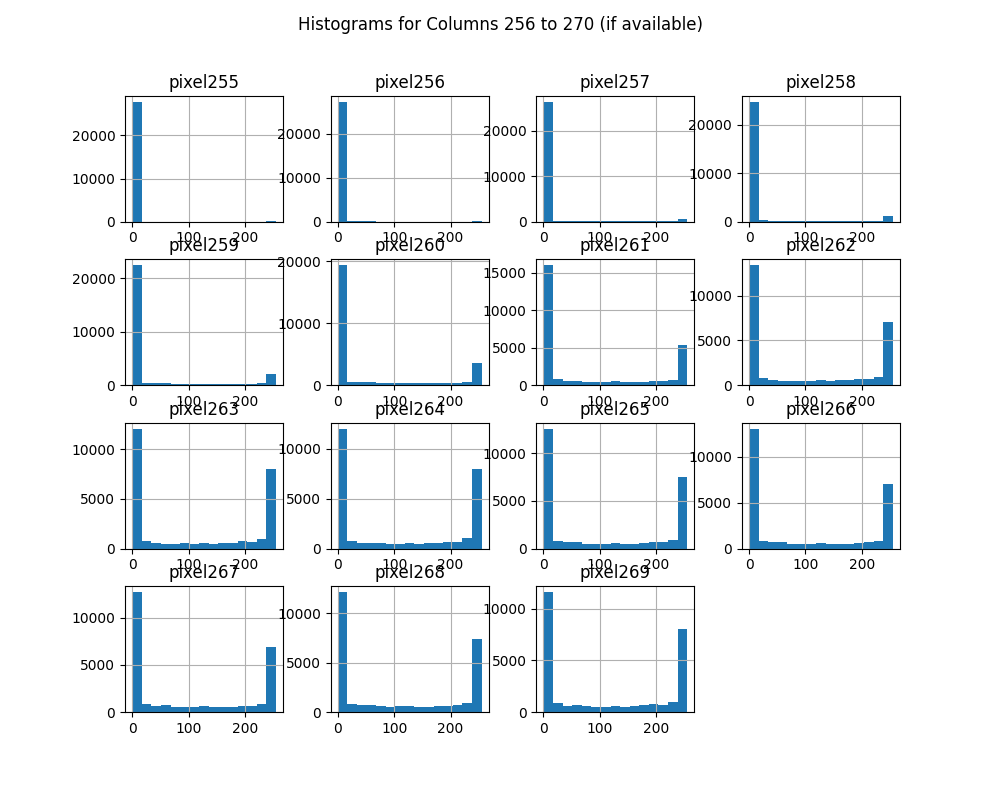 Histograms for Columns 256 to 270 (if available)
pixel255 pixel256 pixel257 pixel258
20000 20000 20000 20000
10000 10000 10000 10000
0 0 0 0
0 100 200 0 100 200 0 100 200 0 100 200
pixel259 pixel260 pixel261 pixel262
20000 20000 15000 10000
10000 10000 10000 5000
5000
0 0 0 0
0 100 200 0 100 200 0 100 200 0 100 200
pixel263 pixel264 pixel265 pixel266
10000 10000 10000 10000
5000 5000 5000 5000
0 0 0 0
0 100 200 0 100 200 0 100 200 0 100 200
pixel267 pixel268 pixel269
10000 10000 10000
5000 5000 5000
0 0 0
0 100 200 0 100 200 0 100 200